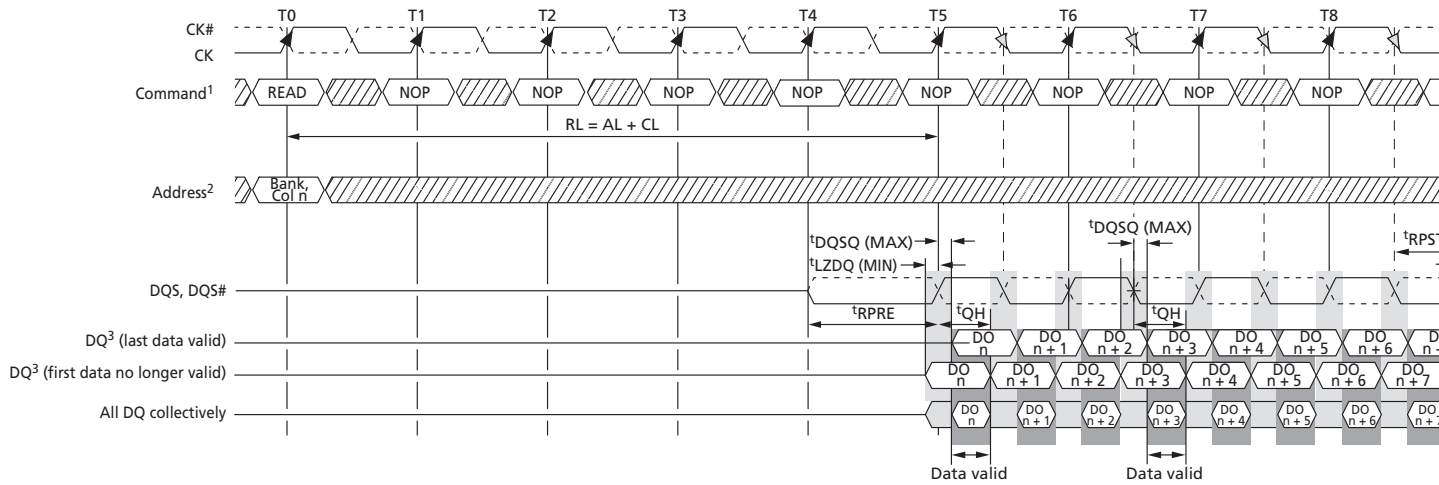 T0 T1 T2 T3 T4 T5 T6 T7 T8
CK#
CK
Command1 READ NOP NOP NOP NOP NOP NOP NOP NOP
RL = AL + CL
Address2 Bank, Col n
tDQSQ (MAX) tDQSQ (MAX) tRPST
tLZDQ (MIN)
DQS, DQS#
tRPRE tQH tQH
DQ3 (last data valid) DO n DO n + 1 DO n + 2 DO n + 3 DO n + 4 DO n + 5 DO n + 6
DQ3 (first data no longer valid) DO n DO n + 1 DO n + 2 DO n + 3 DO n + 4 DO n + 5 DO n + 6 DO n + 7
All DQ collectively DO n DO n + 1 DO n + 2 DO n + 3 DO n + 4 DO n + 5 DO n + 6 DO n + 7
Data valid Data valid